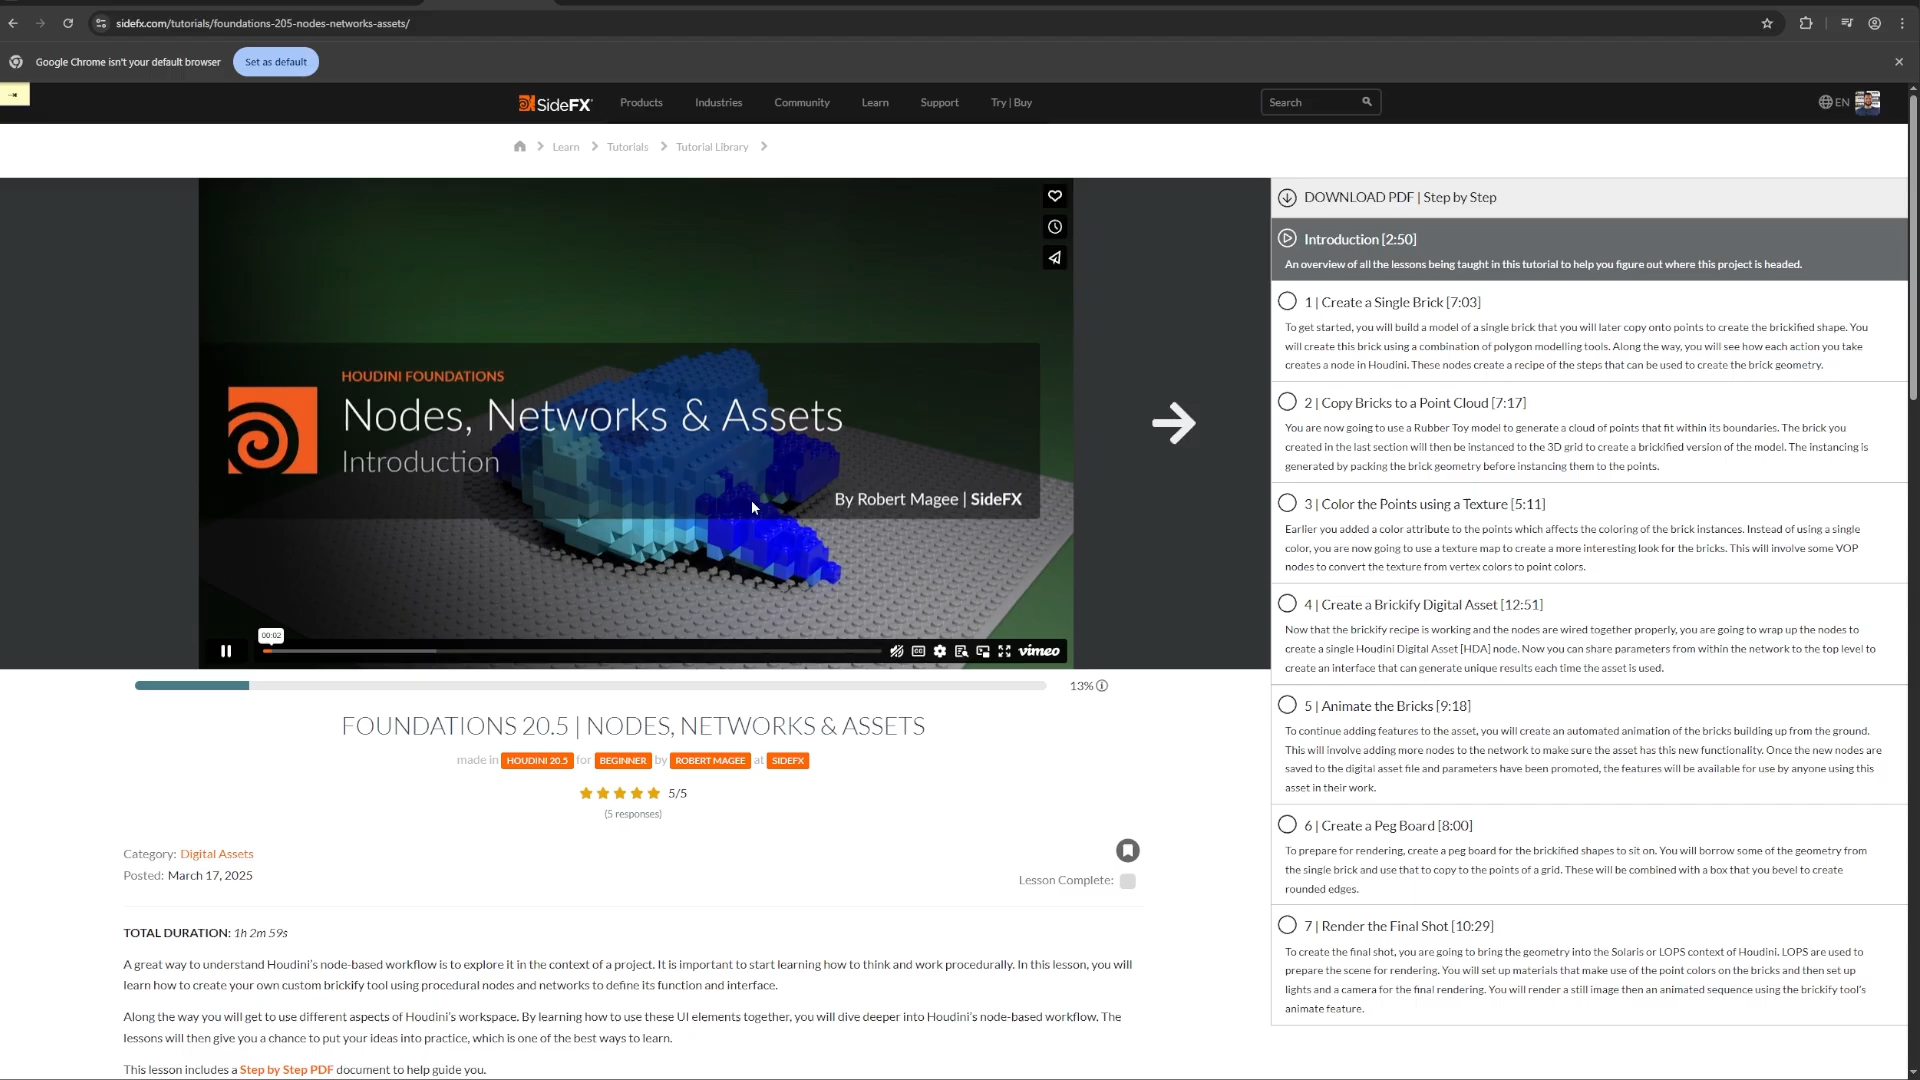 sidefx.com/tutorials/foundations-205-nodes-networks-assets/
Google Chrome isn't your default browser
Set as default
SideFX
Products
Industries
Community
Learn
Support
Try | Buy
Search
EN
Learn
Tutorials
Tutorial Library
HOUDINI FOUNDATIONS
Nodes, Networks & Assets
Introduction
By Robert Magee | SideFX
00:02
CC
vimeo
13%
FOUNDATIONS 20.5 | NODES, NETWORKS & ASSETS
made in HOUDINI 20.5 for BEGINNER by ROBERT MAGEE at SIDEFX
5/5
(5 responses)
Category: Digital Assets
Posted: March 17, 2025
Lesson Complete:
TOTAL DURATION: 1h 2m 59s
A great way to understand Houdini's node-based workflow is to explore it in the context of a project. It is important to start learning how to think and work procedurally. In this lesson, you will
learn how to create your own custom brickify tool using procedural nodes and networks to define its function and interface.
Along the way you will get to use different aspects of Houdini's workspace. By learning how to use these UI elements together, you will dive deeper into Houdini's node-based workflow. The
lessons will then give you a chance to put your ideas into practice, which is one of the best ways to learn.
This lesson includes a Step by Step PDF document to help guide you.
DOWNLOAD PDF | Step by Step
Introduction [2:50]
An overview of all the lessons being taught in this tutorial to help you figure out where this project is headed.
1 | Create a Single Brick [7:03]
To get started, you will build a model of a single brick that you will later copy onto points to create the brickified shape. You
will create this brick using a combination of polygon modelling tools. Along the way, you will see how each action you take
creates a node in Houdini. These nodes create a recipe of the steps that can be used to create the brick geometry.
2 | Copy Bricks to a Point Cloud [7:17]
You are now going to use a Rubber Toy model to generate a cloud of points that fit within its boundaries. The brick you
created in the last section will then be instanced to the 3D grid to create a brickified version of the model. The instancing is
generated by packing the brick geometry before instancing them to the points.
3 | Color the Points using a Texture [5:11]
Earlier you added a color attribute to the points which affects the coloring of the brick instances. Instead of using a single
color, you are now going to use a texture map to create a more interesting look for the bricks. This will involve some VOP
nodes to convert the texture from vertex colors to point colors.
4 | Create a Brickify Digital Asset [12:51]
Now that the brickify recipe is working and the nodes are wired together properly, you are going to wrap up the nodes to
create a single Houdini Digital Asset [HDA] node. Now you can share parameters from within the network to the top level to
create an interface that can generate unique results each time the asset is used.
5 | Animate the Bricks [9:18]
To continue adding features to the asset, you will create an automated animation of the bricks building up from the ground.
This will involve adding more nodes to the network to make sure the asset has this new functionality. Once the new nodes are
saved to the digital asset file and parameters have been promoted, the features will be available for use by anyone using this
asset in their work.
6 | Create a Peg Board [8:00]
To prepare for rendering, create a peg board for the brickified shapes to sit on. You will borrow some of the geometry from
the single brick and use that to copy to the points of a grid. These will be combined with a box that you bevel to create
rounded edges.
7 | Render the Final Shot [10:29]
To create the final shot, you are going to bring the geometry into the Solaris or LOPS context of Houdini. LOPS are used to
prepare the scene for rendering. You will set up materials that make use of the point colors on the bricks and then set up
lights and a camera for the final rendering. You will render a still image then an animated sequence using the brickify tool's
animate feature.